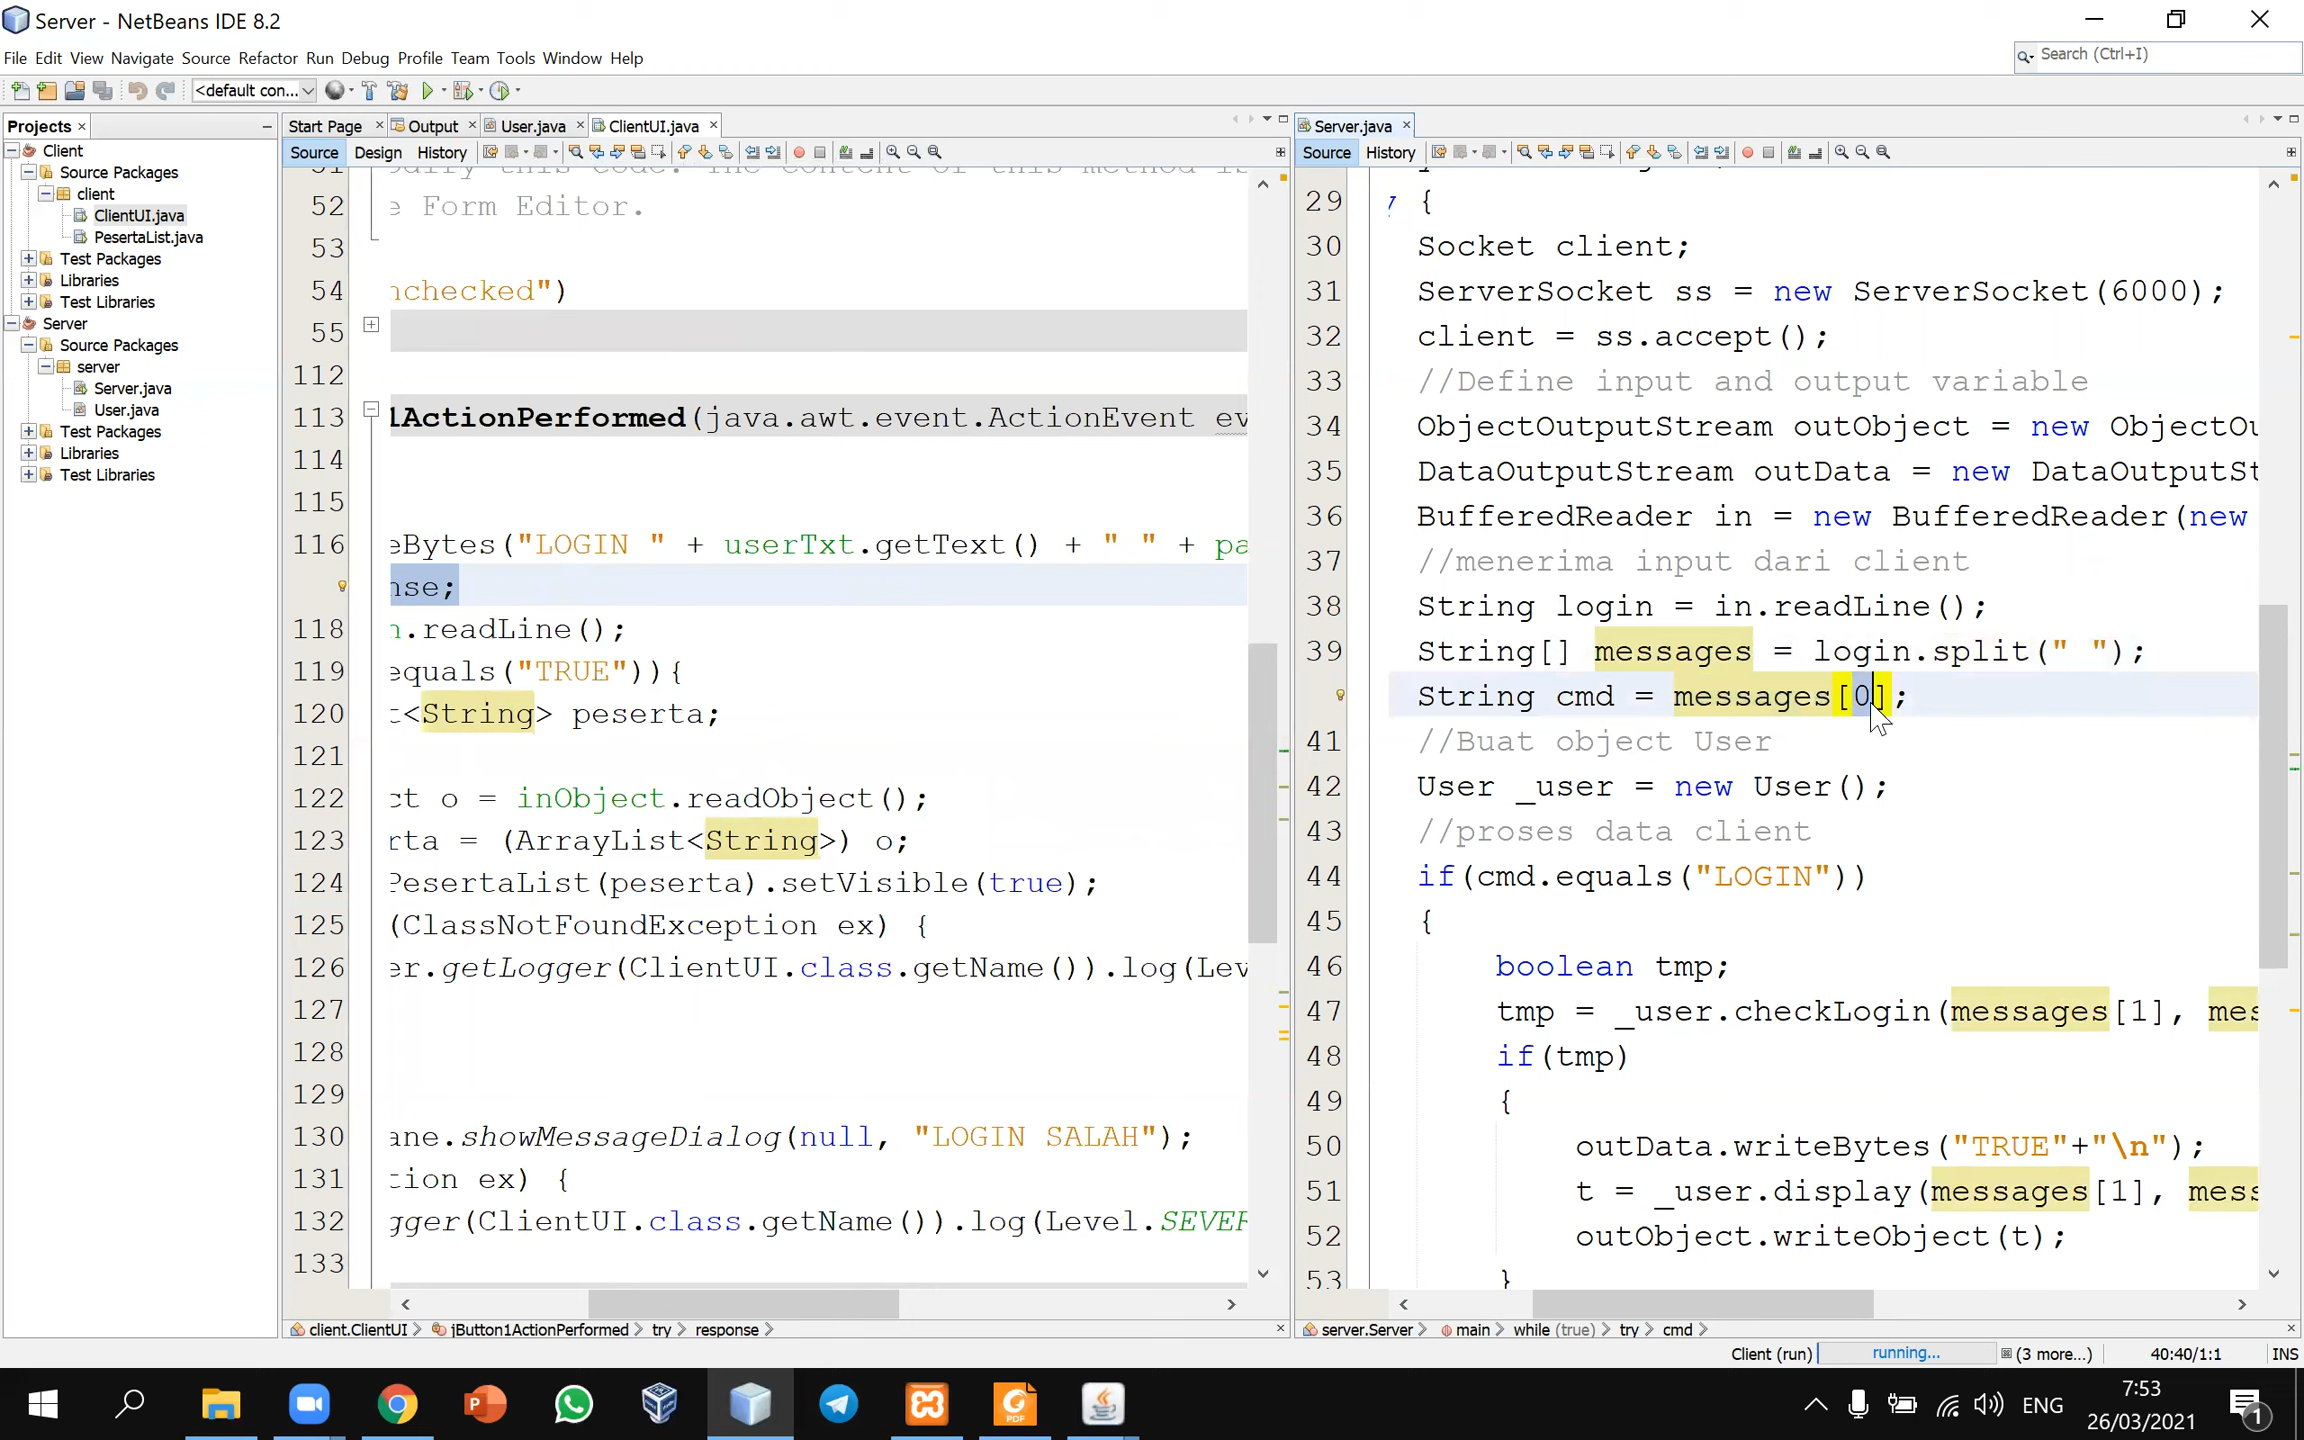 Server - NetBeans IDE 8.2
File Edit View Navigate Source Refactor Run Debug Profile Team Tools Window Help
Search (Ctrl+I)
<default con...
Projects
Client
Source Packages
client
ClientUI.java
PesertaList.java
Test Packages
Libraries
Test Libraries
Server
Source Packages
server
Server.java
User.java
Test Packages
Libraries
Test Libraries
Start Page Output User.java ClientUI.java
Source Design History
52 e Form Editor.
53
54 nchecked")
55
112
113 1ActionPerformed(java.awt.event.ActionEvent ev
114
115
116 eBytes("LOGIN " + userTxt.getText() + " " + pa
nse;
118 n.readLine();
119 equals("TRUE")){
120 t<String> peserta;
121
122 ct o = inObject.readObject();
123 rta = (ArrayList<String>) o;
124 PesertaList(peserta).setVisible(true);
125 (ClassNotFoundException ex) {
126 er.getLogger(ClientUI.class.getName()).log(Lev
127
128
129
130 ane.showMessageDialog(null, "LOGIN SALAH");
131 tion ex) {
132 gger(ClientUI.class.getName()).log(Level.SEVER
133
client.ClientUI jButton1ActionPerformed try response
Server.java
Source History
29 y {
30 Socket client;
31 ServerSocket ss = new ServerSocket(6000);
32 client = ss.accept();
33 //Define input and output variable
34 ObjectOutputStream outObject = new ObjectOu
35 DataOutputStream outData = new DataOutputSt
36 BufferedReader in = new BufferedReader(new
37 //menerima input dari client
38 String login = in.readLine();
39 String[] messages = login.split(" ");
String cmd = messages[0];
41 //Buat object User
42 User _user = new User();
43 //proses data client
44 if(cmd.equals("LOGIN"))
45 {
46 boolean tmp;
47 tmp = _user.checkLogin(messages[1], mes
48 if(tmp)
49 {
50 outData.writeBytes("TRUE"+"\n");
51 t = _user.display(messages[1], mess
52 outObject.writeObject(t);
53 }
server.Server main while (true) try cmd
Client (run) running... (3 more...) 40:40/1:1 INS
ENG
7:53
26/03/2021
1